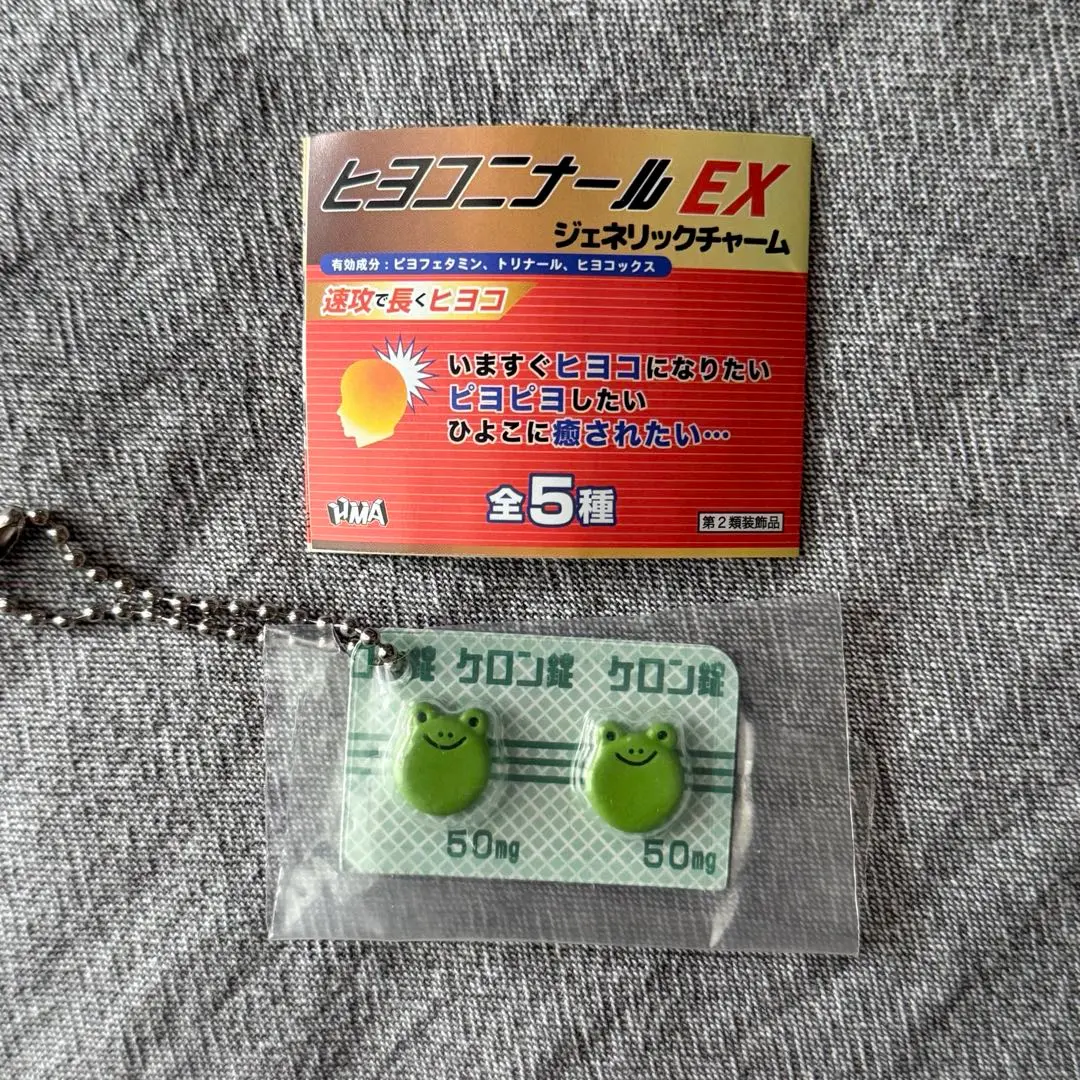 ヒヨコニナール EX
ジェネリックチャーム
有効成分：ピヨフェタミン、トリナール、ヒヨコックス
速攻で長くヒヨコ
いますぐヒヨコになりたい
ピヨピヨしたい
ひよこに癒されたい…
全5種
HMA
第2類装飾品
ロン錠 ケロン錠 ケロン錠
50mg 50mg